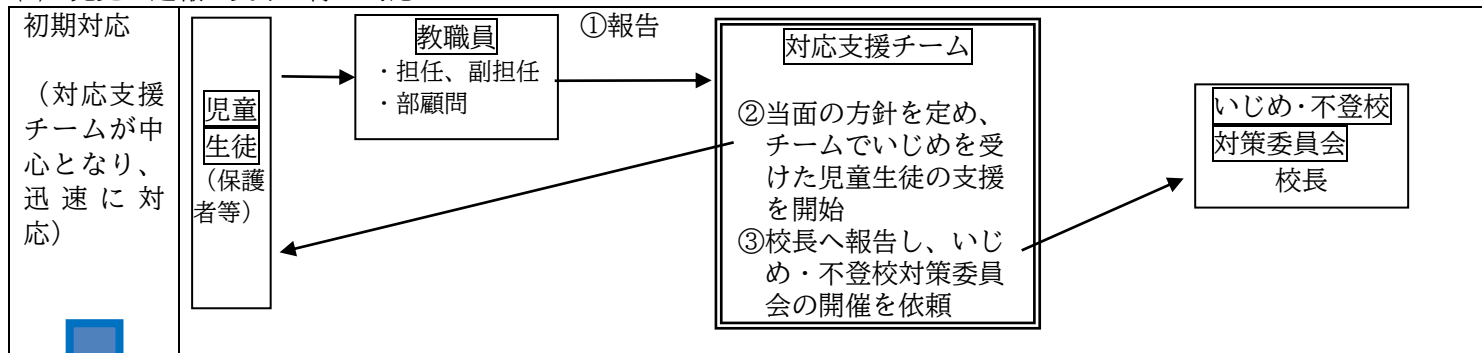 初期対応
（対応支援
チームが中
心となり、
迅速に対
応）
児童
生徒
（保護
者等）
教職員
・担任、副担任
・部顧問
①報告
対応支援チーム
②当面の方針を定め、
チームでいじめを受
けた児童生徒の支援
を開始
③校長へ報告し、いじ
め・不登校対策委員
会の開催を依頼
いじめ・不登校
対策委員会
校長